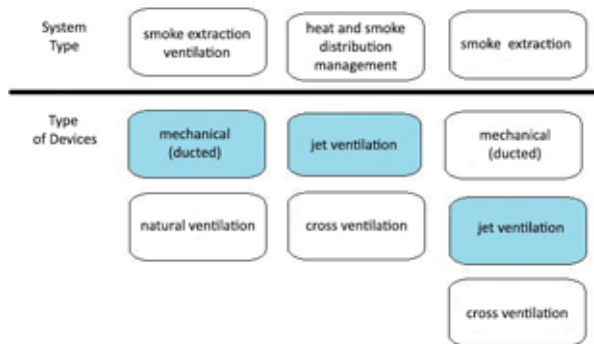 System
Type
smoke extraction
ventilation
heat and smoke
distribution
management
smoke extraction
Type
of Devices
mechanical
(ducted)
jet ventilation
mechanical
(ducted)
natural ventilation
cross ventilation
jet ventilation
cross ventilation